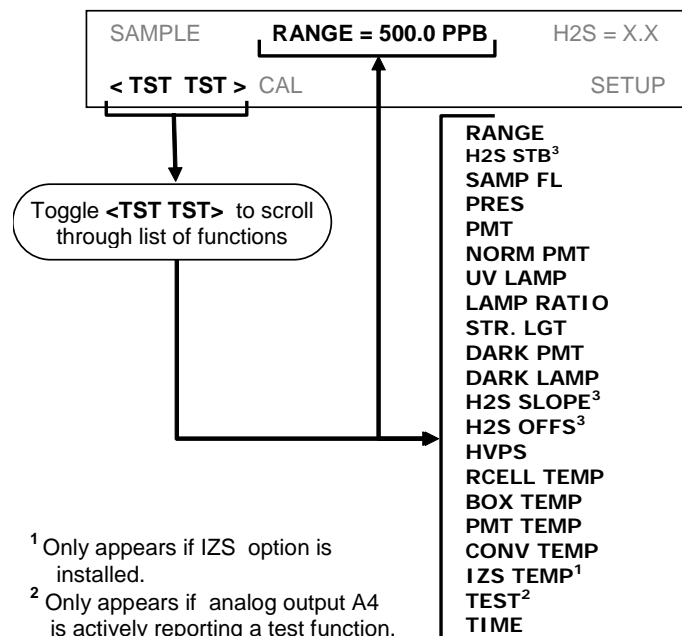 SAMPLE RANGE = 500.0 PPB H2S = X.X
< TST TST > CAL SETUP
Toggle <TST TST> to scroll
through list of functions
RANGE
H2S STB³
SAMP FL
PRES
PMT
NORM PMT
UV LAMP
LAMP RATIO
STR. LGT
DARK PMT
DARK LAMP
H2S SLOPE³
H2S OFFS³
HVPS
RCELL TEMP
BOX TEMP
PMT TEMP
CONV TEMP
IZS TEMP¹
TEST²
TIME
¹ Only appears if IZS option is
installed.
² Only appears if analog output A4
is actively reporting a test function.